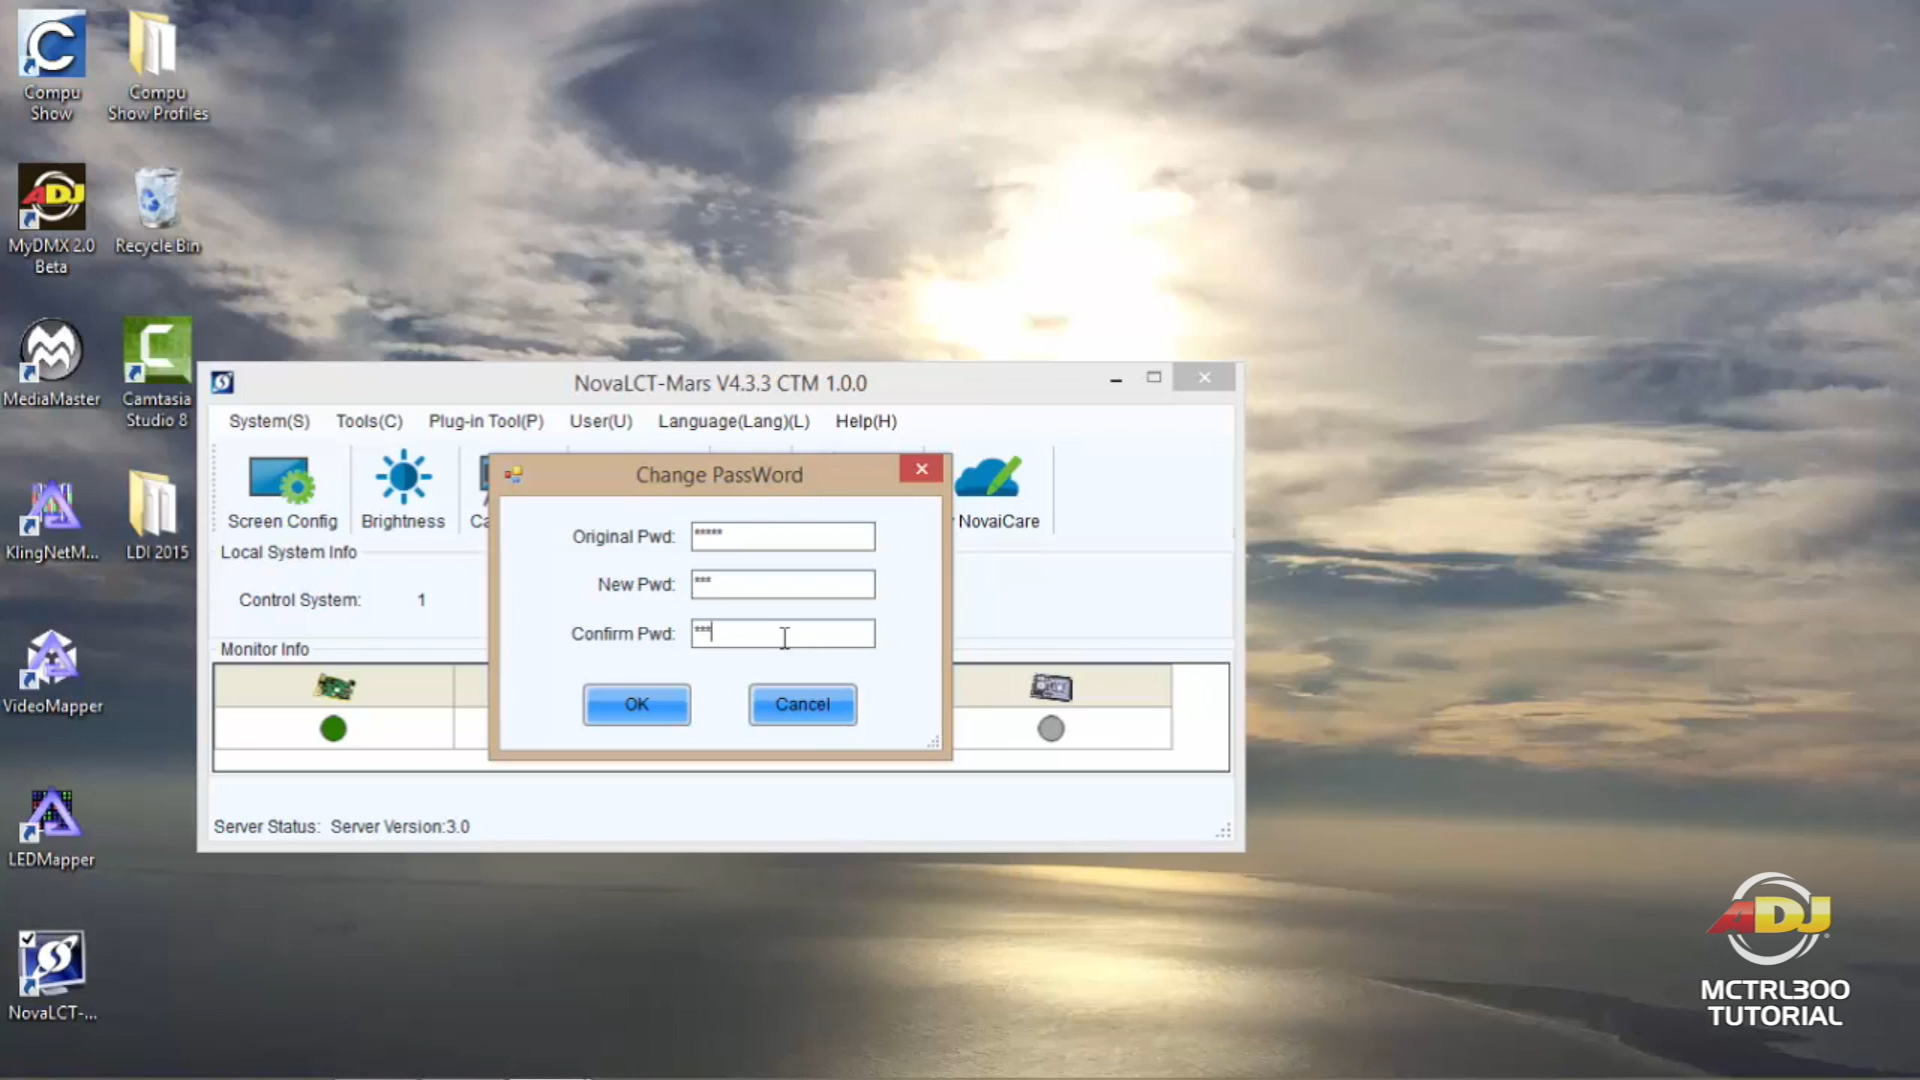 Compu
Show
Compu
Show Profiles
ADJ
MyDMX 2.0
Beta
Recycle Bin
MediaMaster
Camtasia
Studio 8
KlingNetM...
LDI 2015
VideoMapper
LEDMapper
NovaLCT-...
NovaLCT-Mars V4.3.3 CTM 1.0.0
System(S) Tools(C) Plug-in Tool(P) User(U) Language(Lang)(L) Help(H)
Screen Config
Brightness
Ca
NovaiCare
Local System Info
Control System: 1
Monitor Info
Server Status: Server Version:3.0
Change PassWord
Original Pwd: *****
New Pwd: ***
Confirm Pwd: ***
OK
Cancel
ADJ
MCTRL300
TUTORIAL